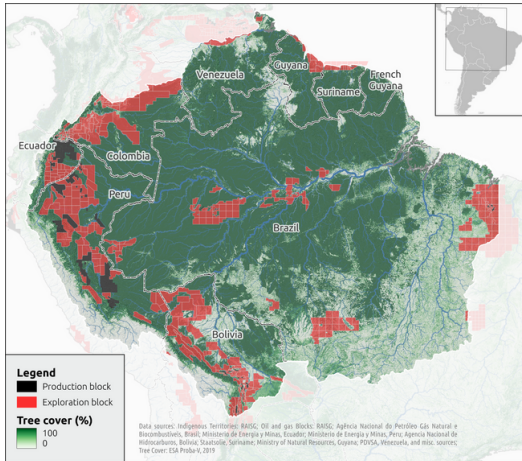 Venezuela
Guyana
Suriname
French
Guyana
Ecuador
Colombia
Peru
Brazil
Bolivia
Legend
Production block
Exploration block
Tree cover (%)
100
0
Data sources: Indigenous Territories: RAISG; Oil and gas Blocks: RAISG; Agência Nacional do Petróleo Gás Natural e
Biocombustíveis, Brasil; Ministerio de Energia y Minas, Ecuador; Ministerio de Energia y Minas, Peru; Agencia Nacional de
Hidrocarburos, Bolivia; Staatsolie, Suriname; Ministry of Natural Resources, Guyana; PDVSA, Venezuela, and misc. sources;
Tree Cover: ESA Proba-V, 2019